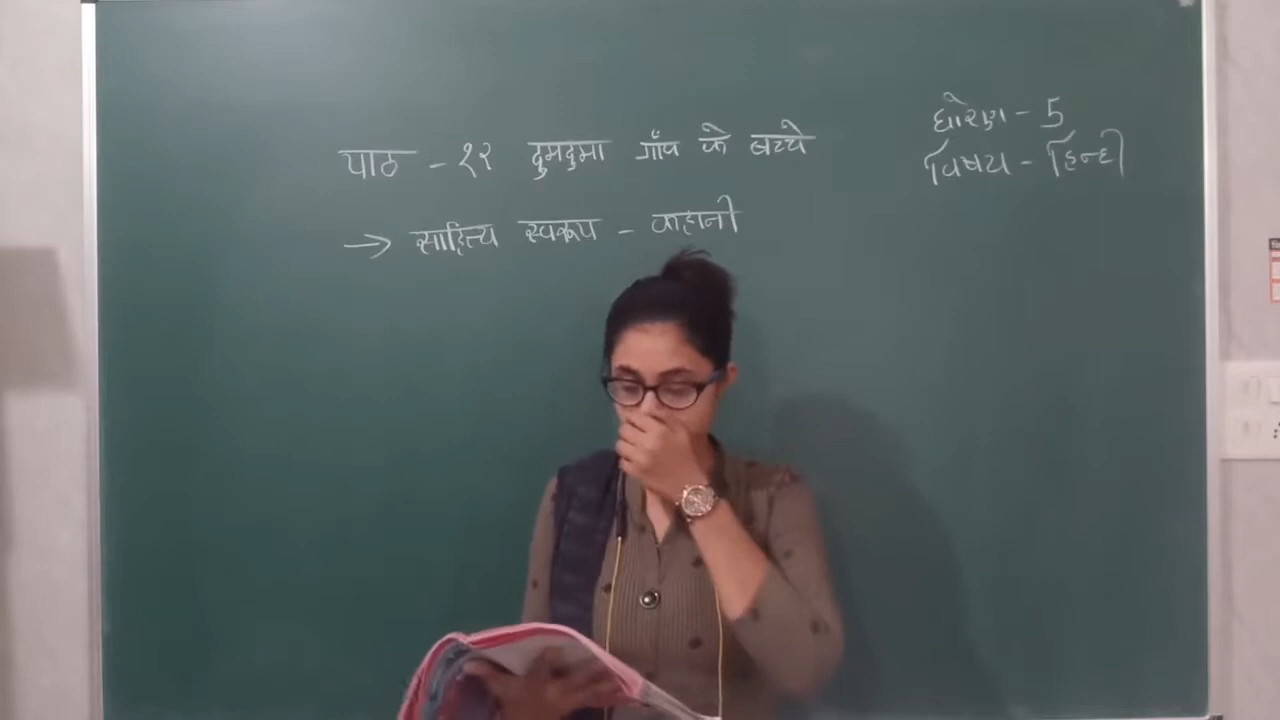 पाठ - १२ दुमदुमा गाँव के बच्चे
→ साहित्य स्वरूप - कहानी
धोरण - 5
विषय - हिन्दी